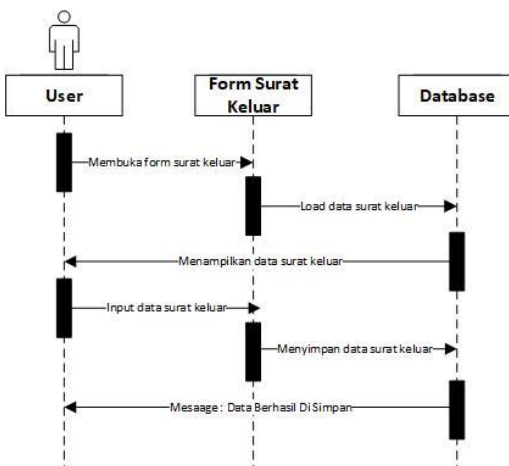 User
Form Surat
Keluar
Database
Membuka form surat keluar
Load data surat keluar
Menampilkan data surat keluar
Input data surat keluar
Menyimpan data surat keluar
Mesaage : Data Berhasil Di Simpan